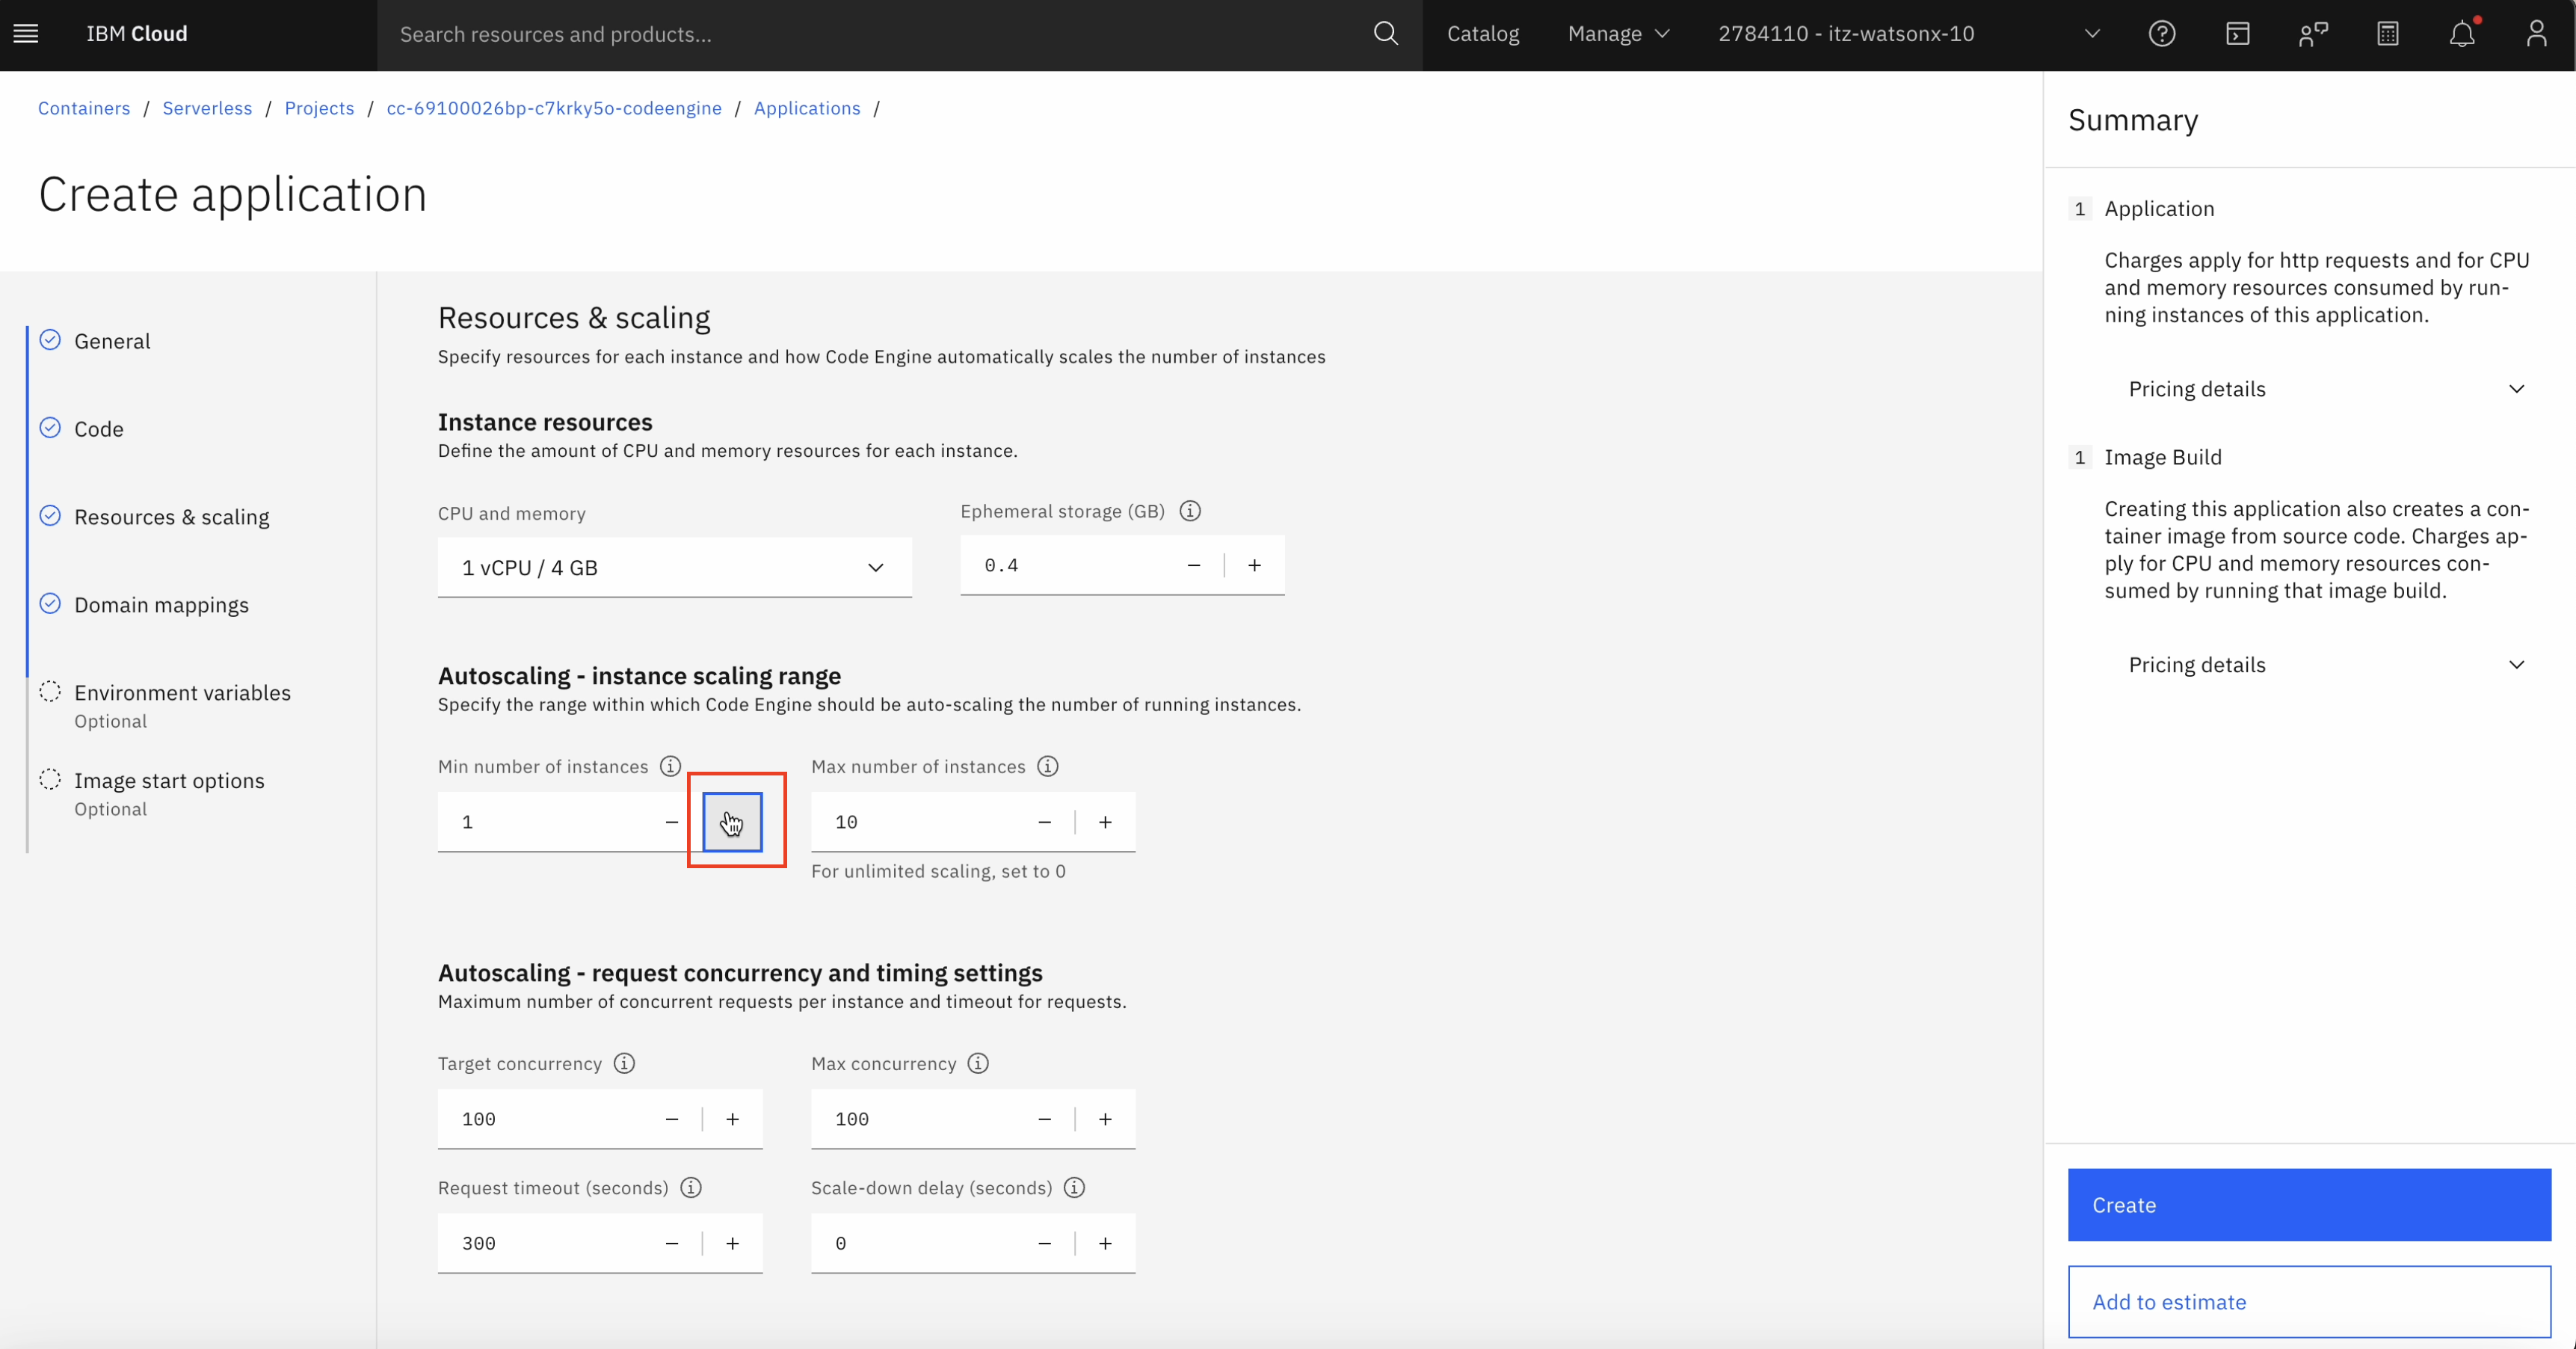 IBM Cloud
Search resources and products...
Catalog
Manage
2784110 - itz-watsonx-10
Containers / Serverless / Projects / cc-69100026bp-c7krky5o-codeengine / Applications /
Create application
General
Code
Resources & scaling
Domain mappings
Environment variables
Optional
Image start options
Optional
Resources & scaling
Specify resources for each instance and how Code Engine automatically scales the number of instances
Instance resources
Define the amount of CPU and memory resources for each instance.
CPU and memory
Ephemeral storage (GB)
1 vCPU / 4 GB
0.4
Autoscaling - instance scaling range
Specify the range within which Code Engine should be auto-scaling the number of running instances.
Min number of instances
Max number of instances
1
10
For unlimited scaling, set to 0
Autoscaling - request concurrency and timing settings
Maximum number of concurrent requests per instance and timeout for requests.
Target concurrency
Max concurrency
100
100
Request timeout (seconds)
Scale-down delay (seconds)
300
0
Summary
1 Application
Charges apply for http requests and for CPU
and memory resources consumed by run-
ning instances of this application.
Pricing details
1 Image Build
Creating this application also creates a con-
tainer image from source code. Charges ap-
ply for CPU and memory resources con-
sumed by running that image build.
Pricing details
Create
Add to estimate